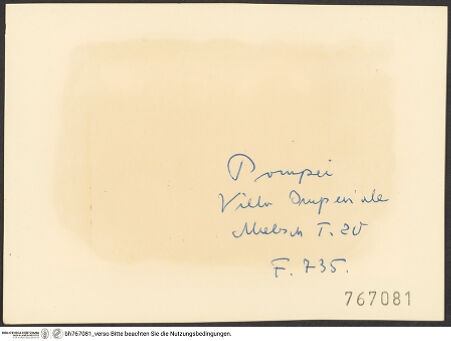 Pompei
Villa Imperiale
Mielsch T. 20
F. 735.
767081
bh767081_verso Bitte beachten Sie die Nutzungsbedingungen.